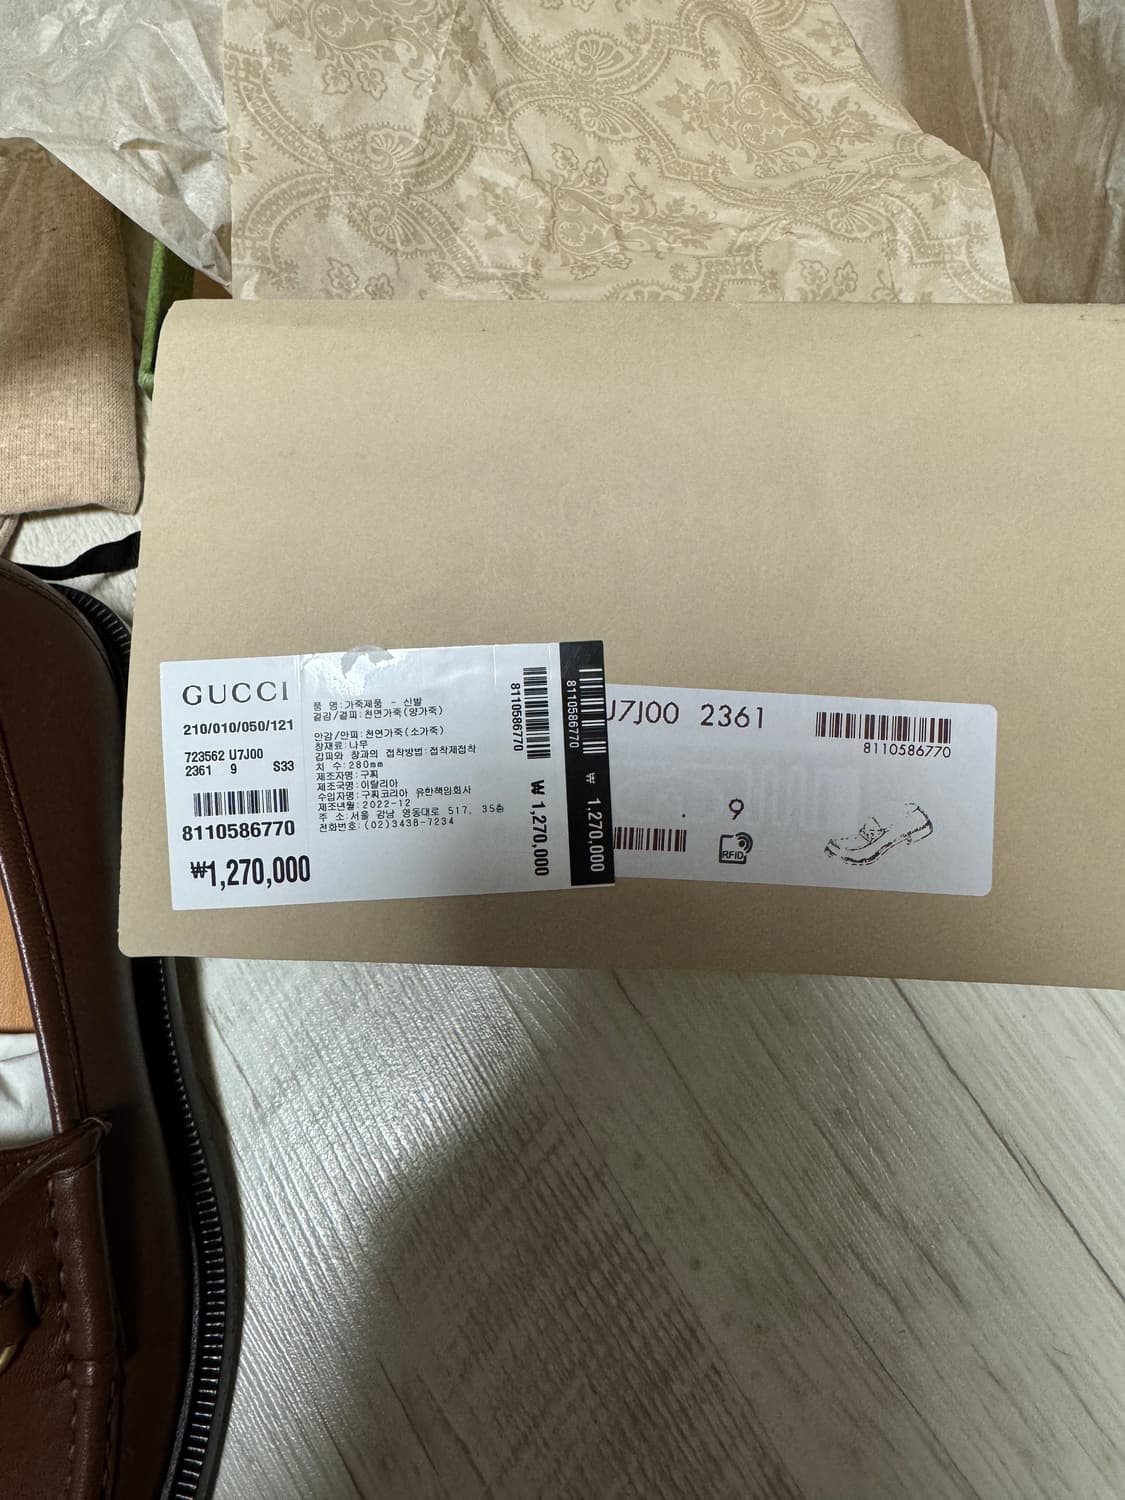 GUCCI
210/010/050/121
723562 U7J00
2361 9 S33
8110586770
₩1,270,000
품 명:가죽제품 - 신발
겉감/겉피:천연가죽(양가죽)
안감/안피:천연가죽(소가죽)
창재료:나무
갑피와 창과의 접착방법:접착제접착
치 수:280mm
제조자명:구찌
제조국명:이탈리아
수입자명:구찌코리아 유한책임회사
제조년월:2022-12
주 소:서울 강남 영동대로 517, 35층
전화번호:(02)3438-7234
8110586770
₩ 1,270,000
8110586770
₩ 1,270,000
U7J00 2361
8110586770
9
RFID